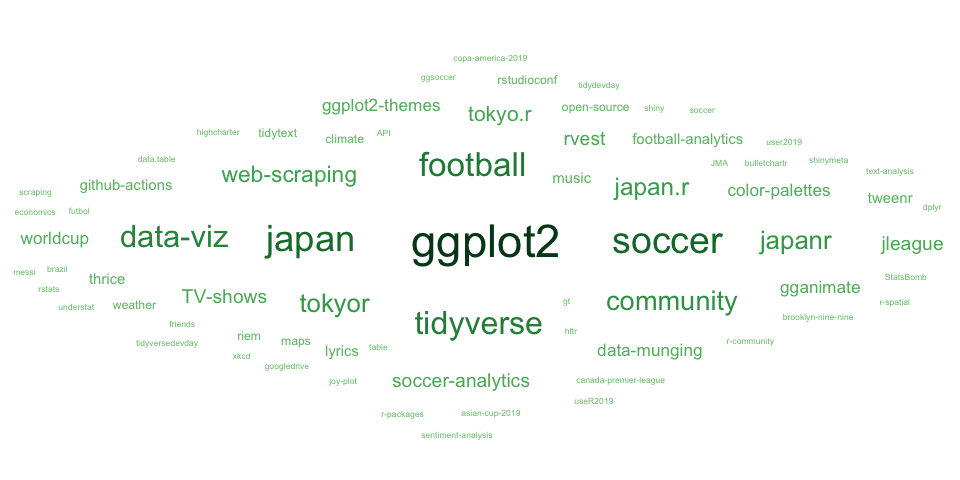 copa-america-2019
ggsoccer
rstudioconf
tidydevday
ggplot2-themes
tokyo.r
open-source
shiny
soccer
highcharter
tidytext
climate
API
rvest
football-analytics
user2019
data.table
football
JMA
bulletchartr
shinymeta
text-analysis
scraping
github-actions
web-scraping
music
japan.r
color-palettes
tweenr
dplyr
economics
futbol
worldcup
data-viz
japan
ggplot2
soccer
japanr
jleague
messi
brazil
thrice
StatsBomb
rstats
understat
weather
TV-shows
tokyor
gt
community
gganimate
r-spatial
brooklyn-nine-nine
friends
tidyverse
httr
tidyversedevday
riem
maps
lyrics
table
data-munging
r-community
xkcd
googledrive
joy-plot
soccer-analytics
canada-premier-league
useR2019
r-packages
asian-cup-2019
sentiment-analysis